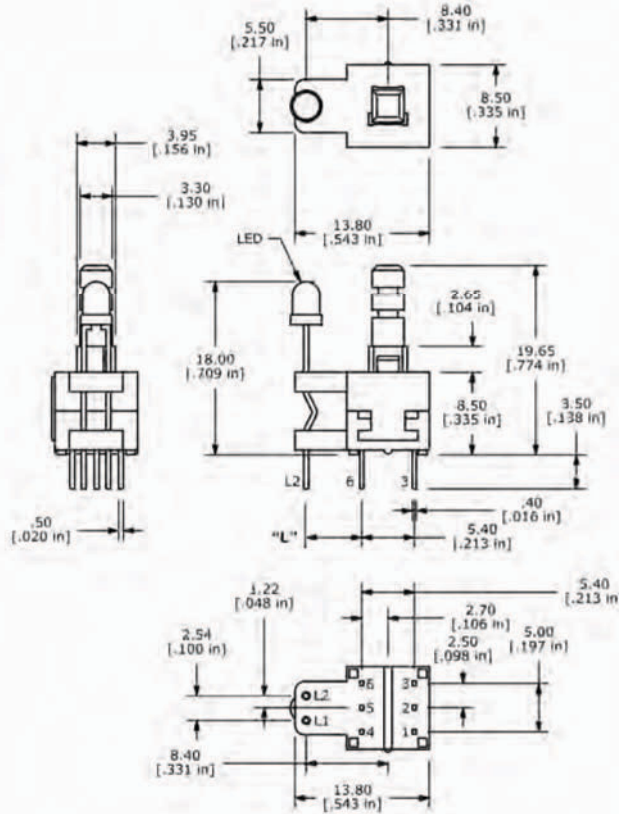 8.40
[.331 in]
5.50
[.217 in]
8.50
[.335 in]
3.95
[.156 in]
3.30
[.130 in]
13.80
[.543 in]
LED
2.65
[.104 in]
18.00
[.709 in]
19.65
[.774 in]
8.50
[.335 in]
3.50
[.138 in]
L2
6
3
.50
[.020 in]
.40
[.016 in]
"L"
5.40
[.213 in]
1.22
[.048 in]
5.40
[.213 in]
2.70
[.106 in]
2.54
[.100 in]
2.50
[.098 in]
5.00
[.197 in]
L2
6
3
5
2
L1
4
1
8.40
[.331 in]
13.80
[.543 in]